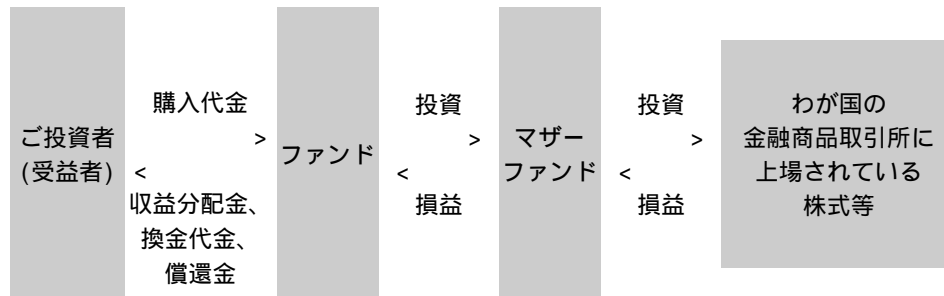 ご投資者
(受益者)
購入代金
>
<
収益分配金、
換金代金、
償還金
ファンド
投資
>
<
損益
マザー
ファンド
投資
>
<
損益
わが国の
金融商品取引所に
上場されている
株式等